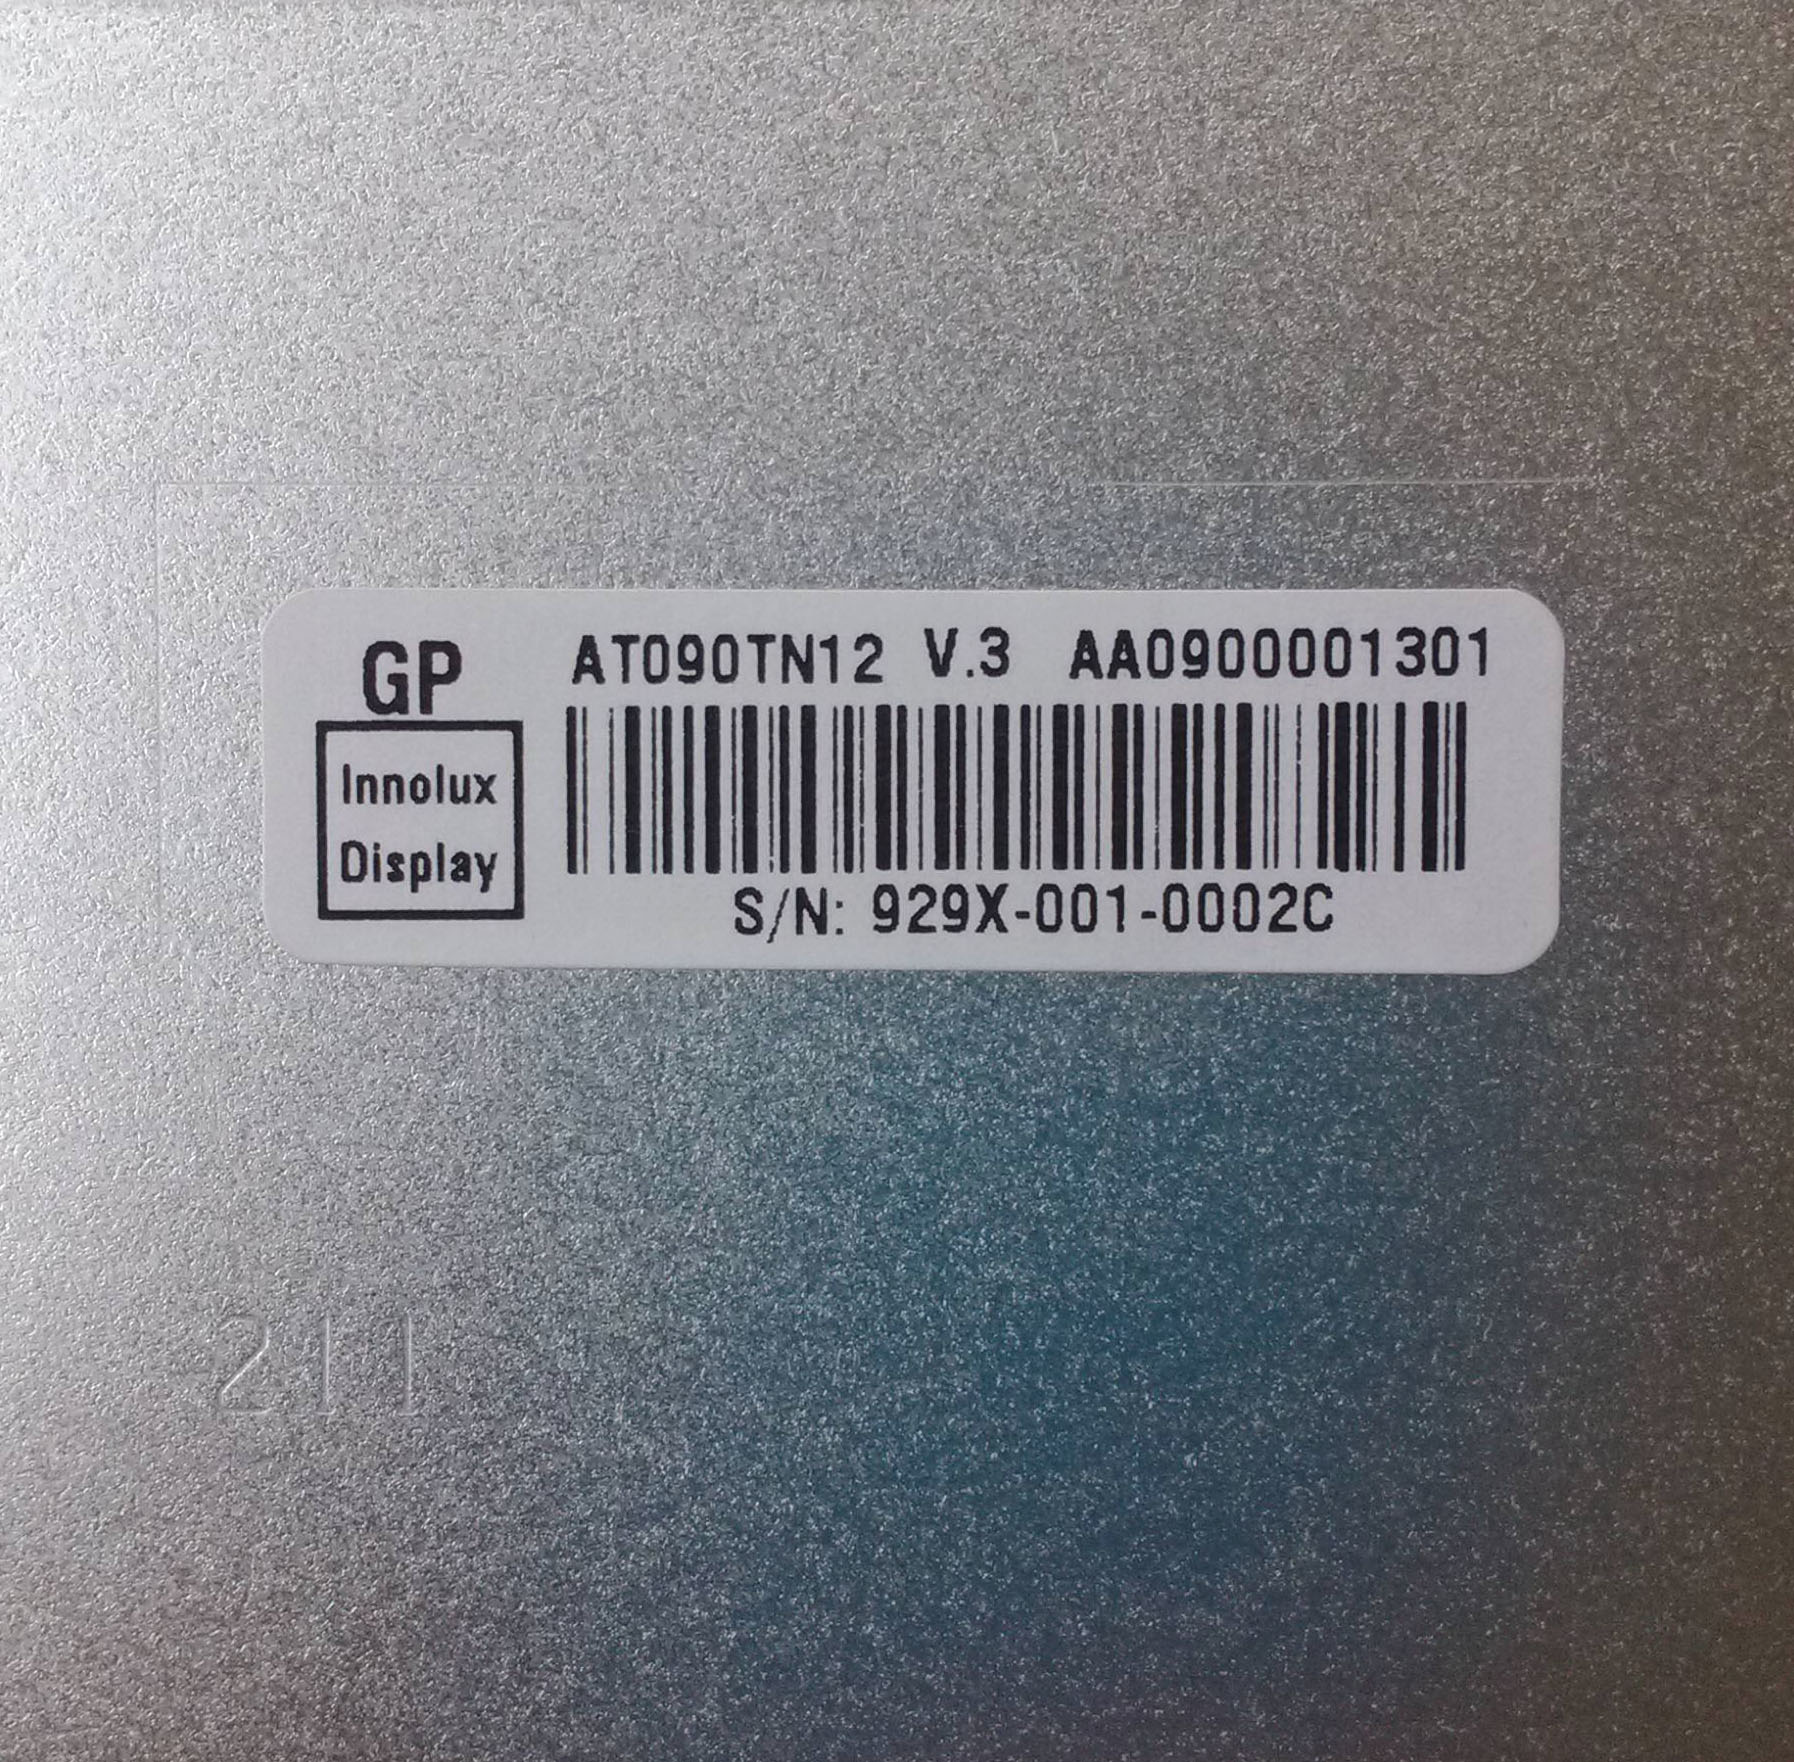 GP AT090TN12 V.3 AA0900001301
Innolux
Display
S/N: 929X-001-0002C
211